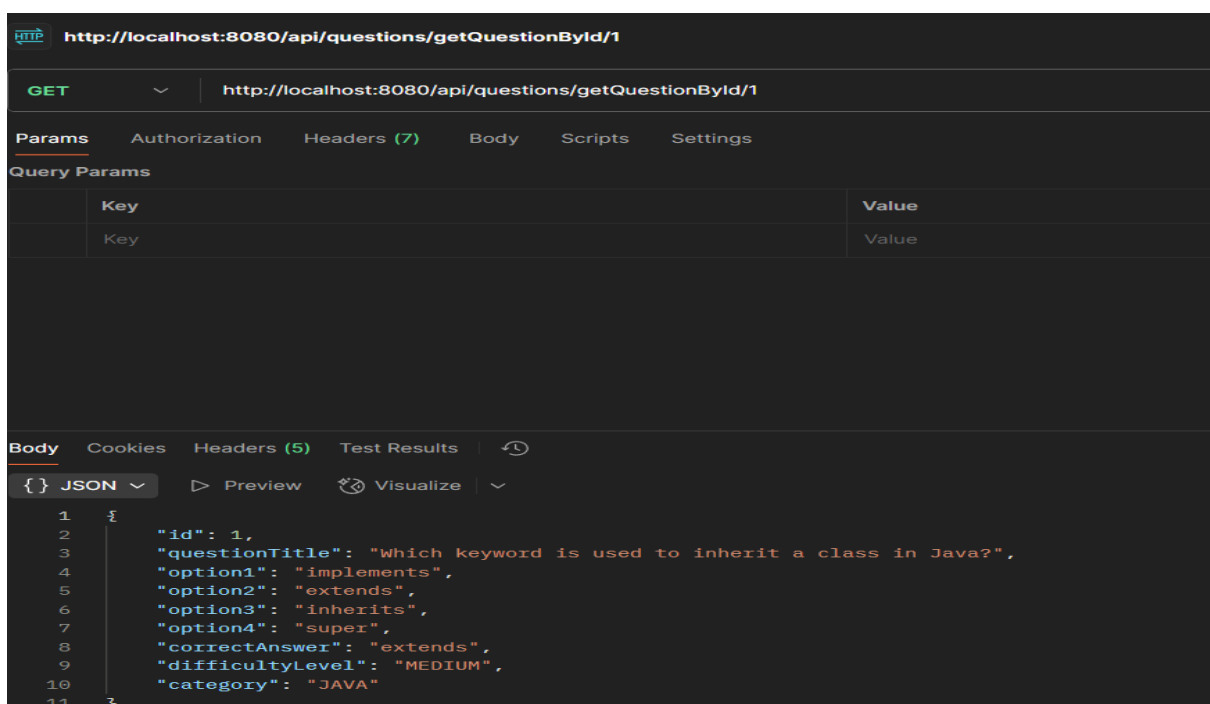 HTTP http://localhost:8080/api/questions/getQuestionById/1
GET http://localhost:8080/api/questions/getQuestionById/1
Params Authorization Headers (7) Body Scripts Settings
Query Params
Key Value
Key Value
Body Cookies Headers (5) Test Results
{ } JSON Preview Visualize
1 {
2 "id": 1,
3 "questionTitle": "Which keyword is used to inherit a class in Java?",
4 "option1": "implements",
5 "option2": "extends",
6 "option3": "inherits",
7 "option4": "super",
8 "correctAnswer": "extends",
9 "difficultyLevel": "MEDIUM",
10 "category": "JAVA"
11 }